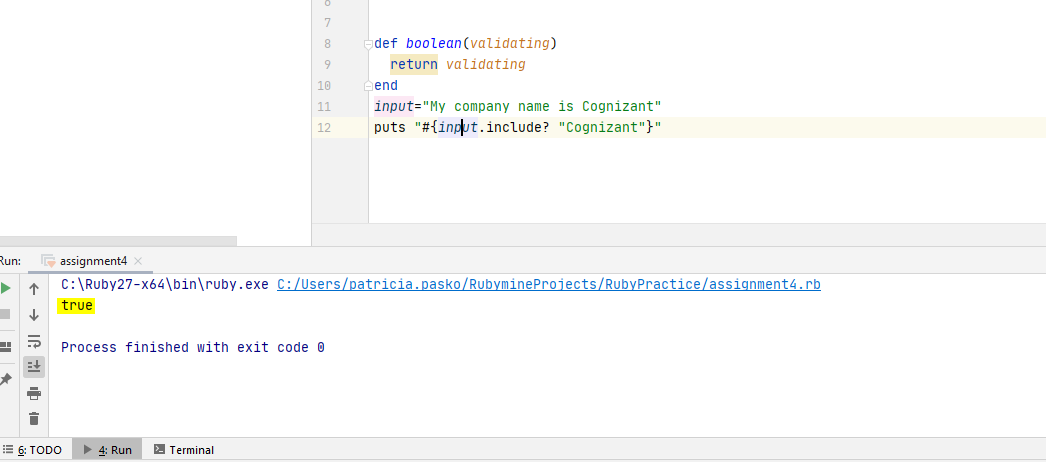 6
7
8 def boolean(validating)
9 return validating
10 end
11 input="My company name is Cognizant"
12 puts "#{input.include? "Cognizant"}"
Run: assignment4
C:\Ruby27-x64\bin\ruby.exe C:/Users/patricia.pasko/RubymineProjects/RubyPractice/assignment4.rb
true
Process finished with exit code 0
6: TODO 4: Run Terminal